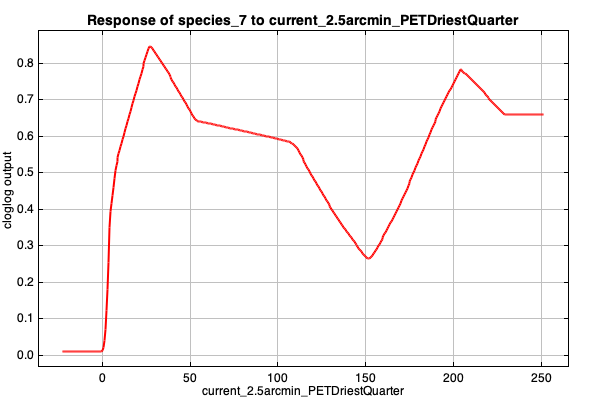 Response of species_7 to current_2.5arcmin_PETDriestQuarter
cloglog output
0.8
0.7
0.6
0.5
0.4
0.3
0.2
0.1
0.0
0 50 100 150 200 250
current_2.5arcmin_PETDriestQuarter